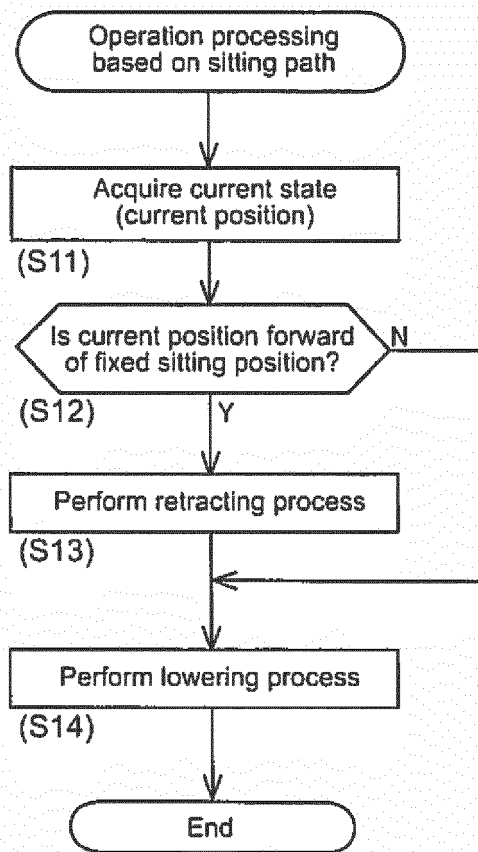 Operation processing
based on sitting path
Acquire current state
(current position)
(S11)
Is current position forward
of fixed sitting position?
N
(S12)
Y
Perform retracting process
(S13)
Perform lowering process
(S14)
End